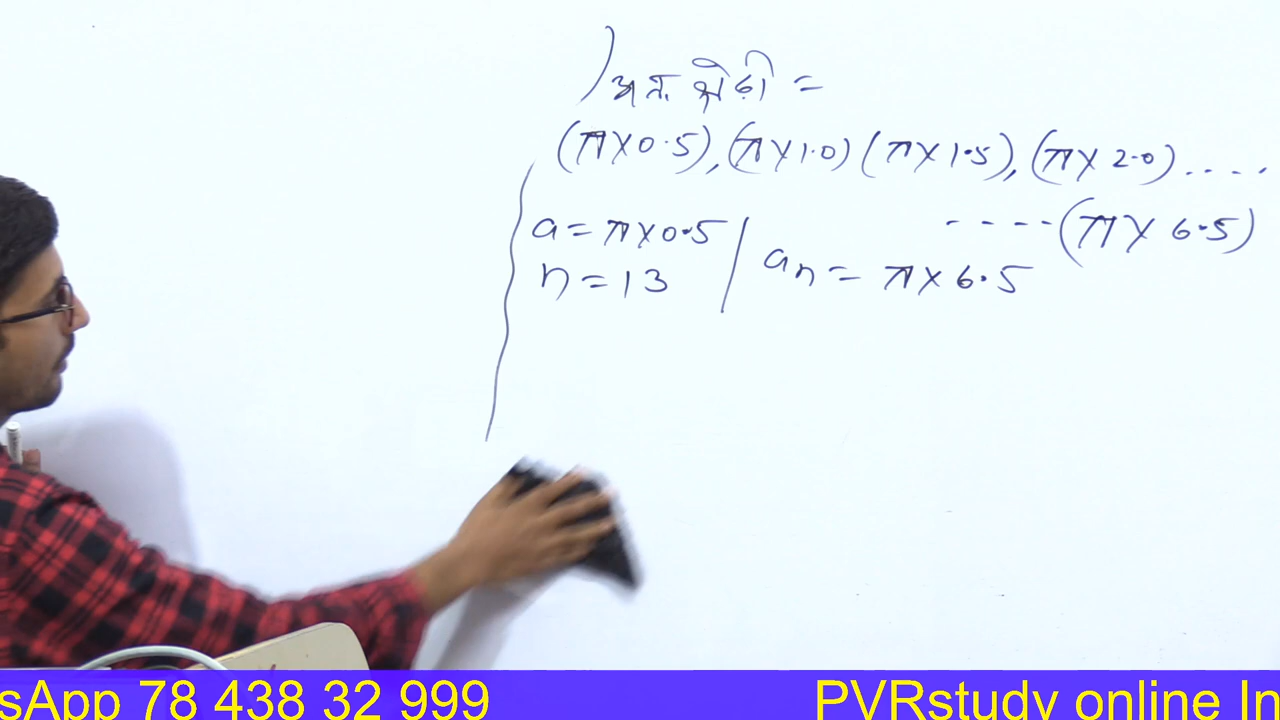 अतः श्रेढ़ी =
(π×0.5), (π×1.0) (π×1.5), (π×2.0) . . . .
- - - - (π× 6.5)
a = π×0.5
n = 13
an = π×6.5
sApp 78 438 32 999
PVRstudy online In